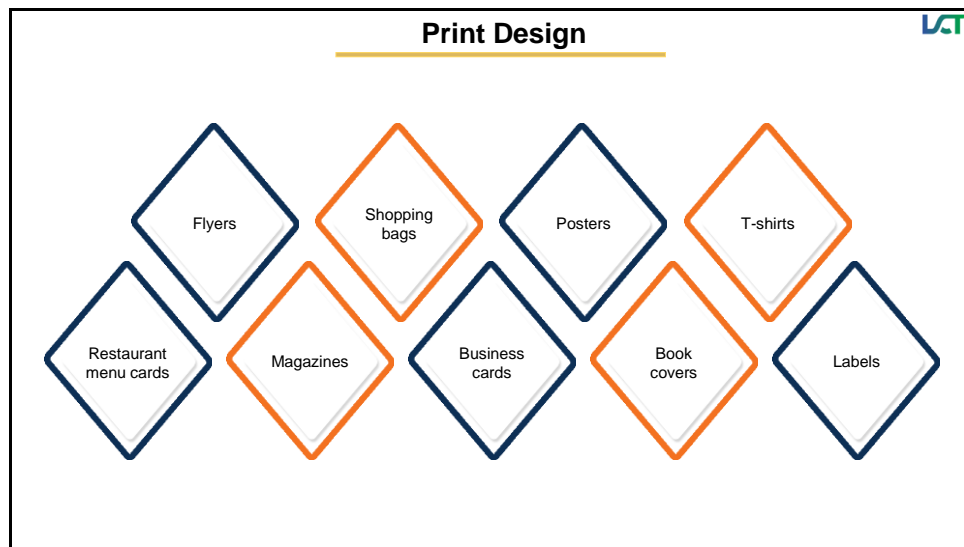 Print Design
LCT
Flyers
Shopping
bags
Posters
T-shirts
Restaurant
menu cards
Magazines
Business
cards
Book
covers
Labels